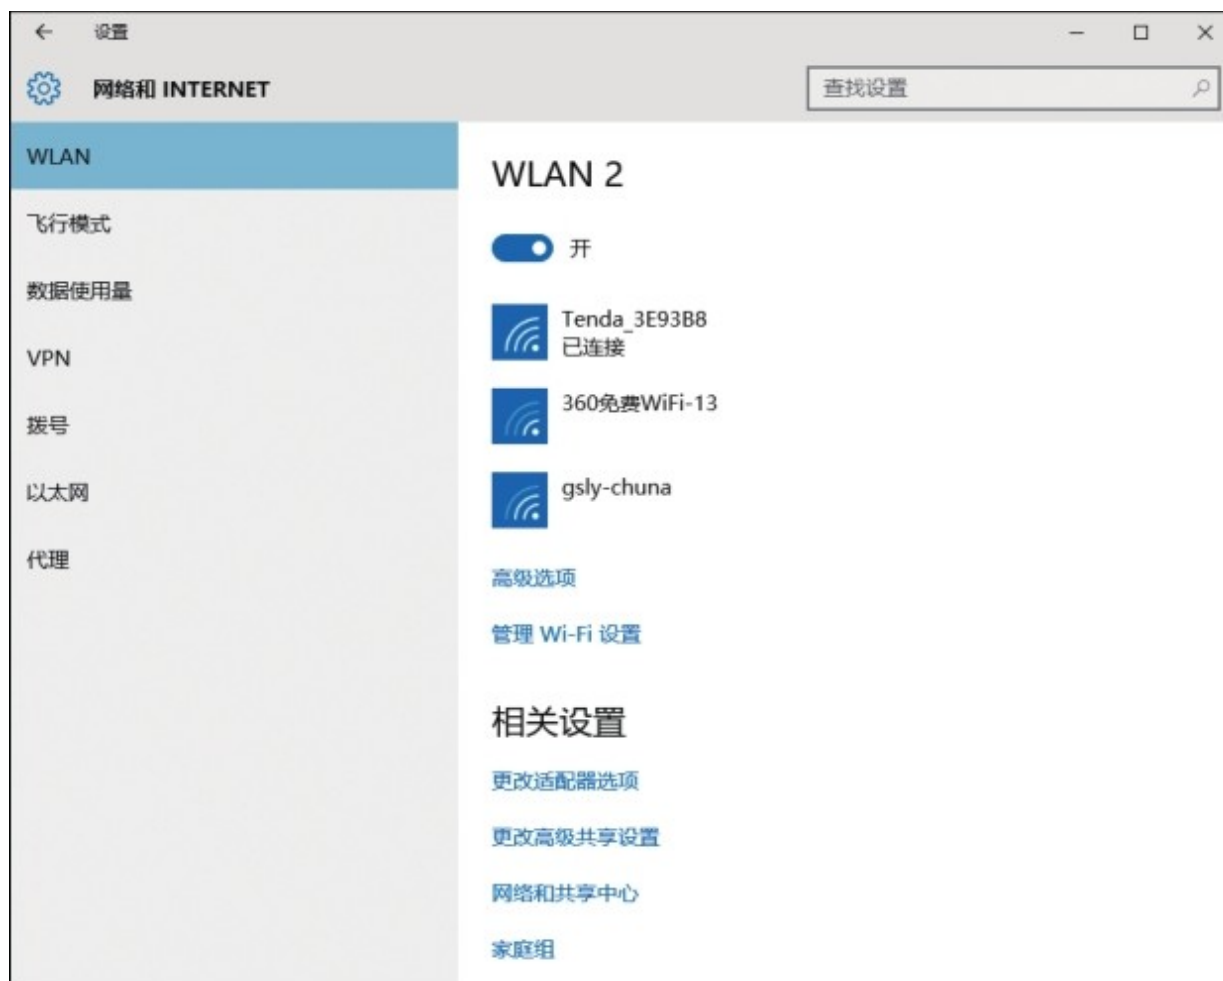 设置
网络和 INTERNET
查找设置
WLAN
飞行模式
数据使用量
VPN
拨号
以太网
代理
WLAN 2
开
Tenda_3E93B8
已连接
360免费WiFi-13
gsly-chuna
高级选项
管理 Wi-Fi 设置
相关设置
更改适配器选项
更改高级共享设置
网络和共享中心
家庭组